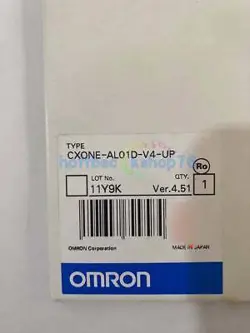 TYPE
CXONE-AL01D-V4-UP
LOT No.
QTY.
Ro
11Y9K
Ver.4.51
1
OMRON Corporation
MADE IN JAPAN
OMRON